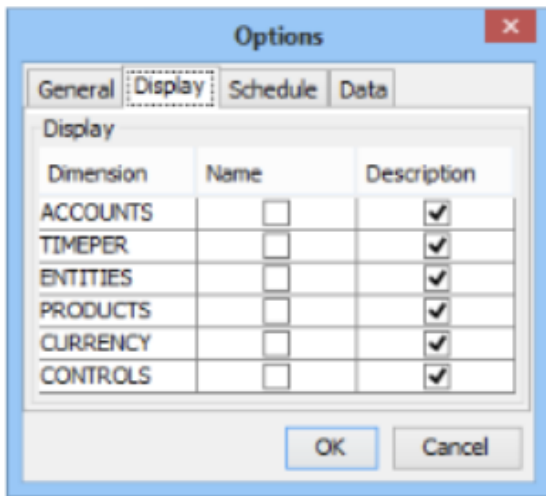 Options
General Display Schedule Data
Display
Dimension Name Description
ACCOUNTS
TIMEPER
ENTITIES
PRODUCTS
CURRENCY
CONTROLS
OK Cancel